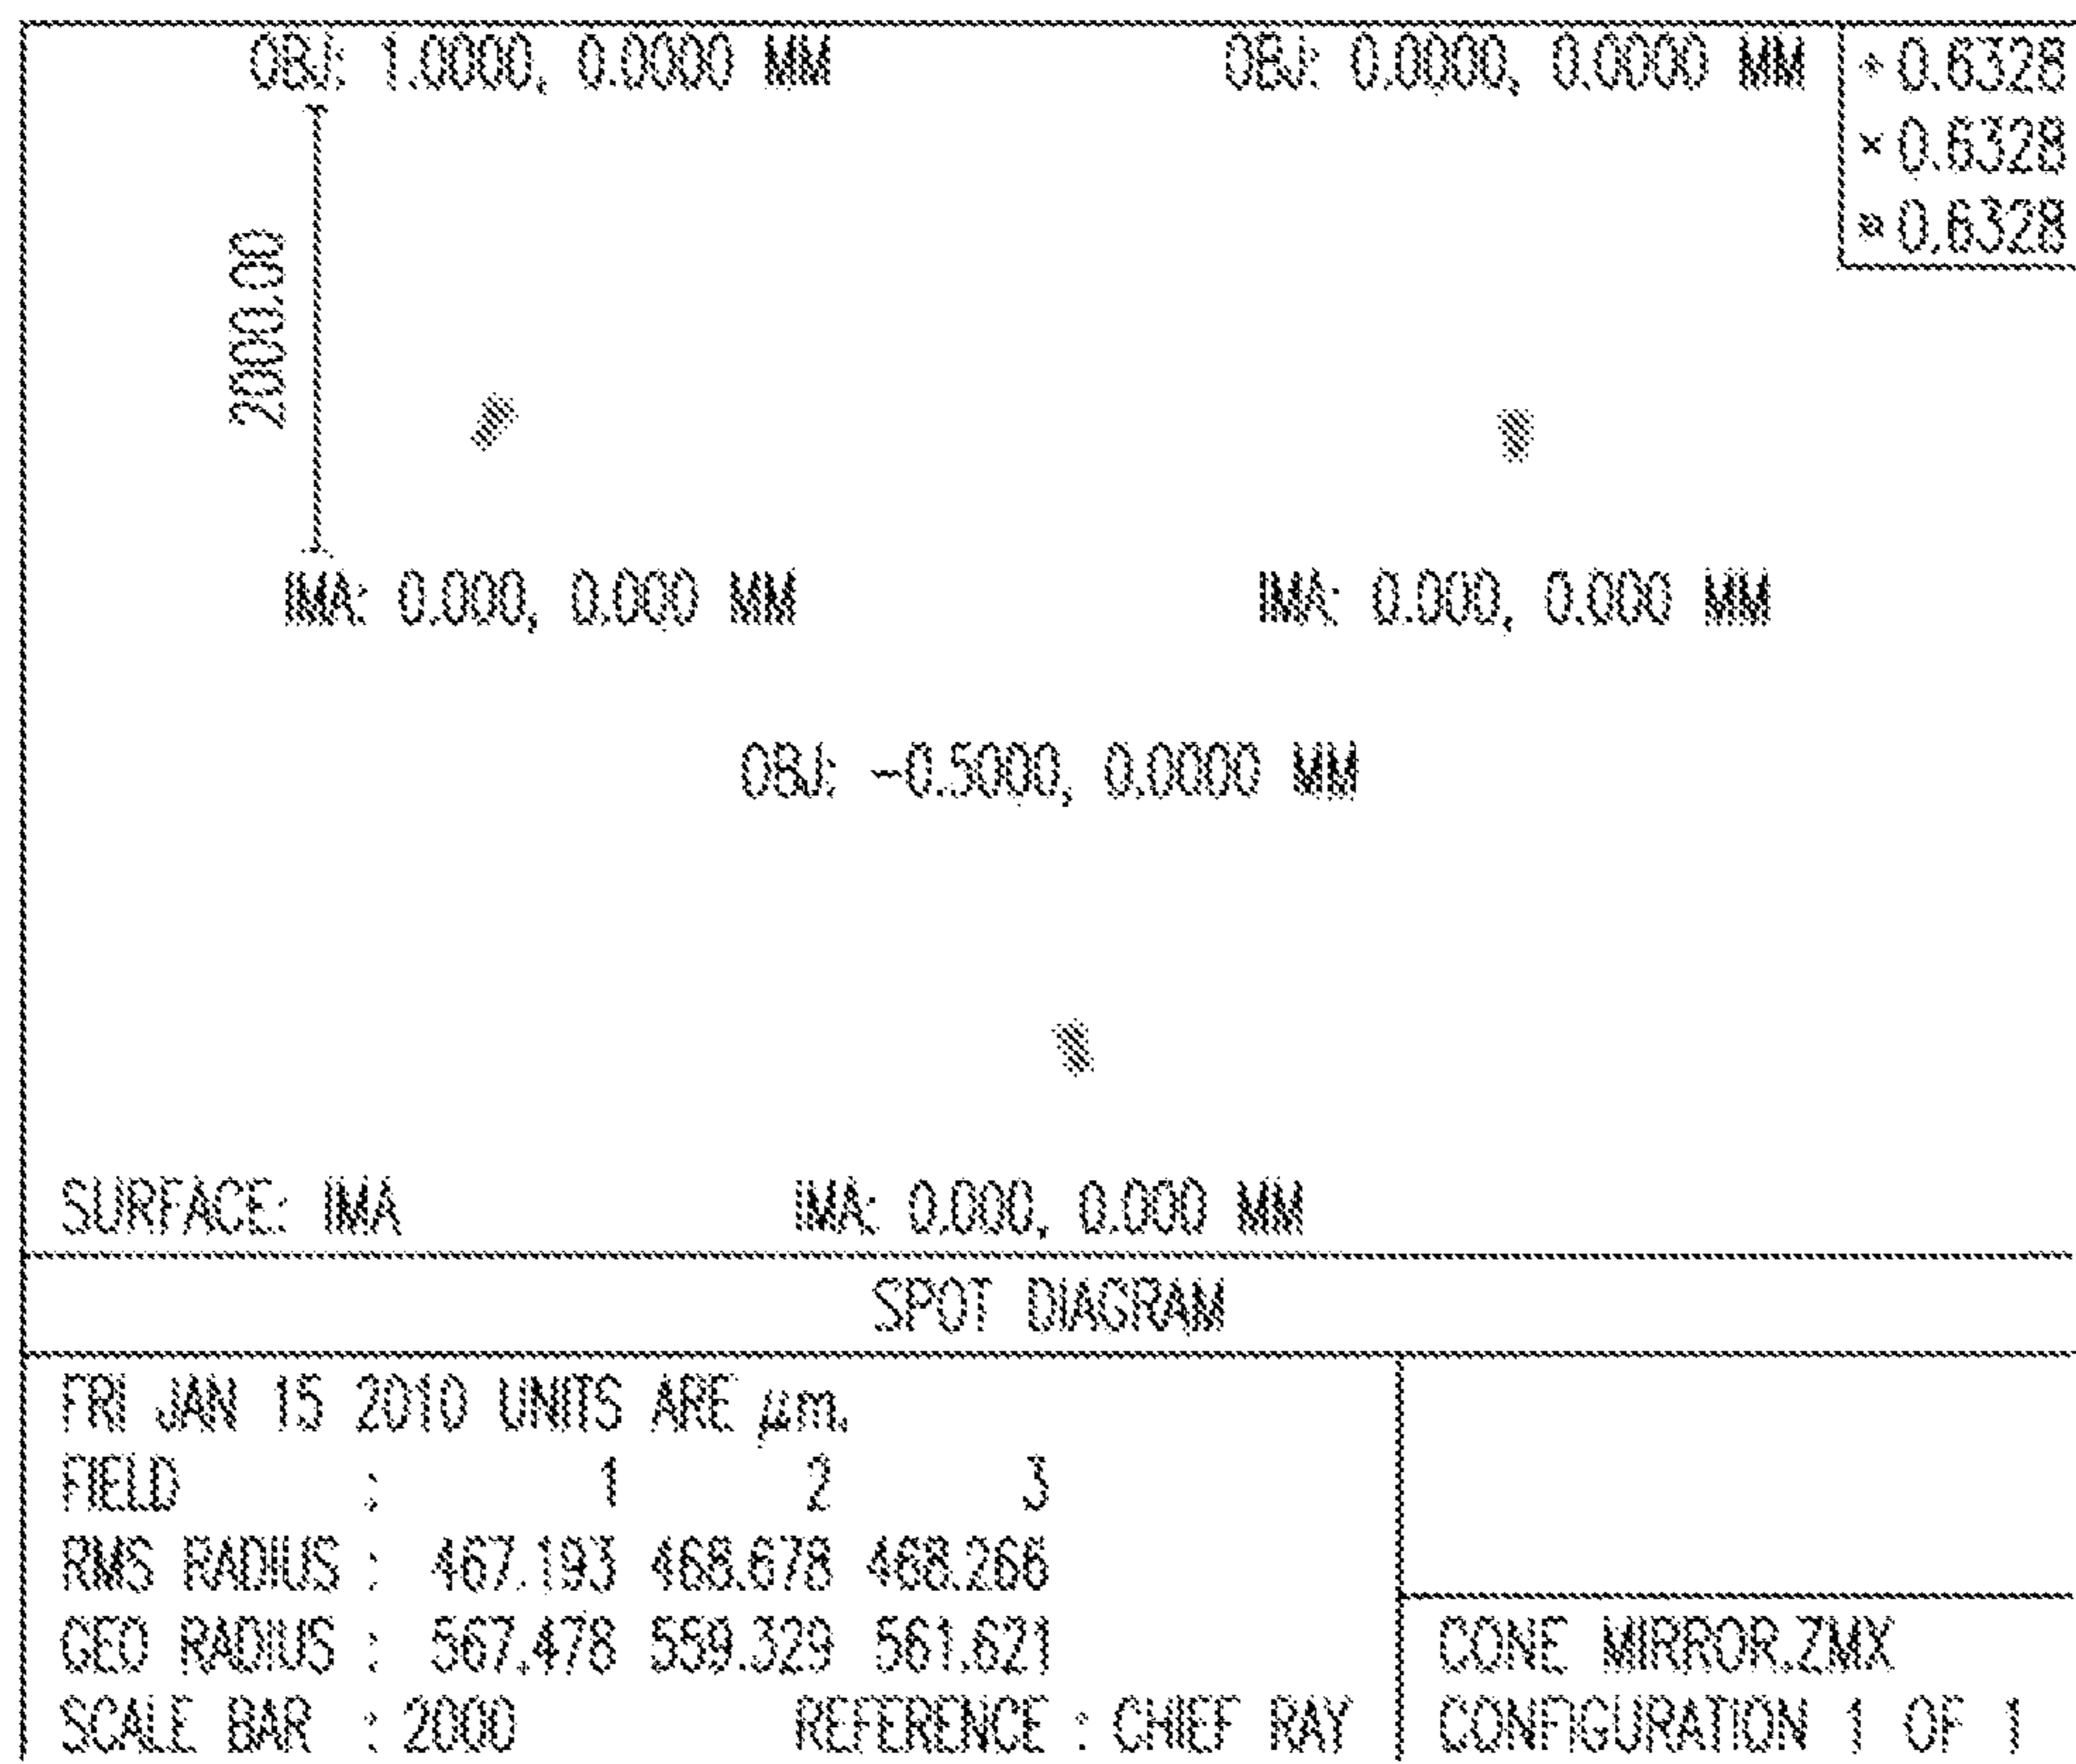 OBJ: 1.0000, 0.0000 MM
OBJ: 0.0000, 0.0000 MM
+ 0.6328
× 0.6328
¤ 0.6328
2000.00
IMA: 0.000, 0.000 MM
IMA: 0.000, 0.000 MM
OBJ: -0.5000, 0.0000 MM
SURFACE: IMA
IMA: 0.000, 0.000 MM
SPOT DIAGRAM
FRI JAN 15 2010 UNITS ARE µm.
FIELD : 1 2 3
RMS RADIUS : 467.193 468.678 468.266
GEO RADIUS : 567.478 559.329 561.621
SCALE BAR : 2000 REFERENCE : CHIEF RAY
CONE MIRROR.ZMX
CONFIGURATION 1 OF 1